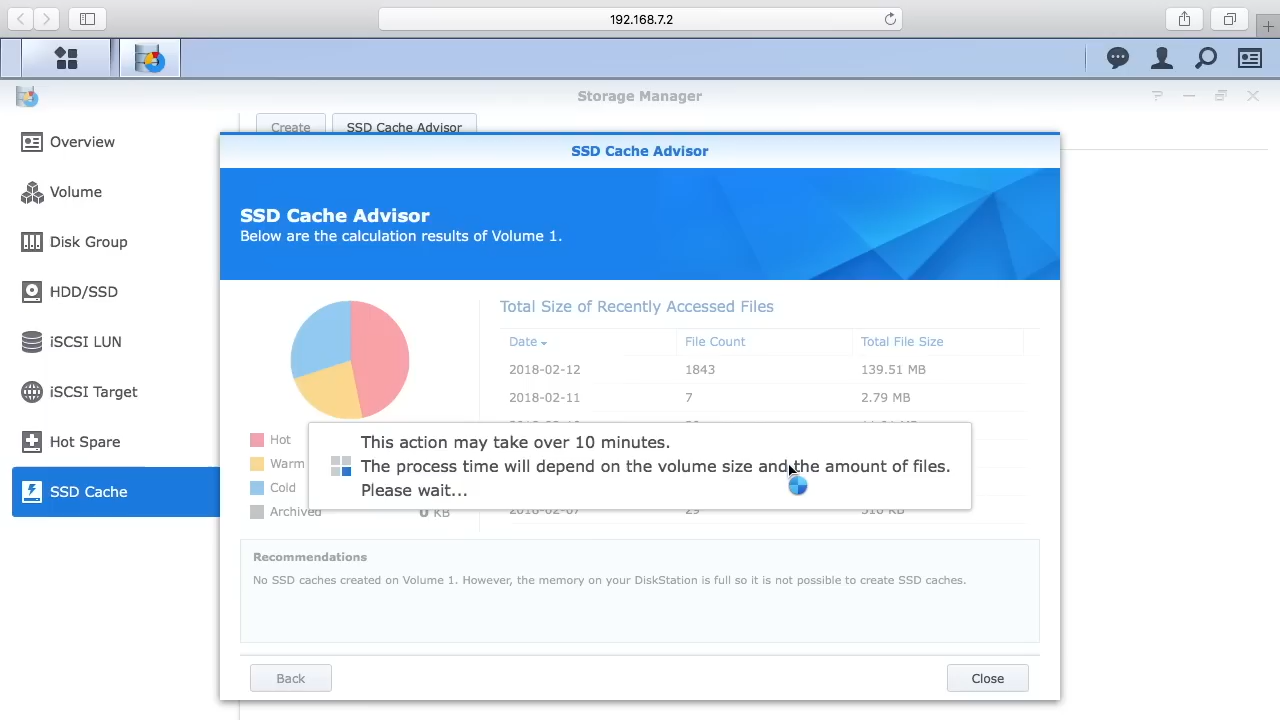 192.168.7.2
Storage Manager
Overview
Volume
Disk Group
HDD/SSD
iSCSI LUN
iSCSI Target
Hot Spare
SSD Cache
Create
SSD Cache Advisor
SSD Cache Advisor
SSD Cache Advisor
Below are the calculation results of Volume 1.
Total Size of Recently Accessed Files
Date File Count Total File Size
2018-02-12 1843 139.51 MB
2018-02-11 7 2.79 MB
Hot
Warm
Cold
Archived 0 KB
This action may take over 10 minutes.
The process time will depend on the volume size and the amount of files.
Please wait...
Recommendations
No SSD caches created on Volume 1. However, the memory on your DiskStation is full so it is not possible to create SSD caches.
Back
Close